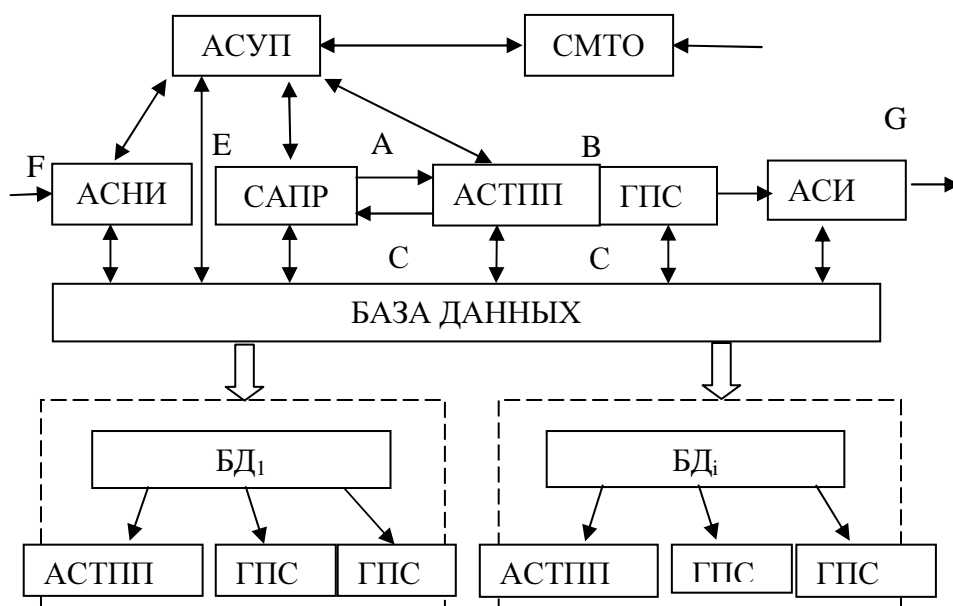 АСУП СМТО
G
E A B
F
АСНИ САПР АСТПП ГПС АСИ
C C
БАЗА ДАННЫХ
БД₁ БДᵢ
АСТПП ГПС ГПС АСТПП ГПС ГПС